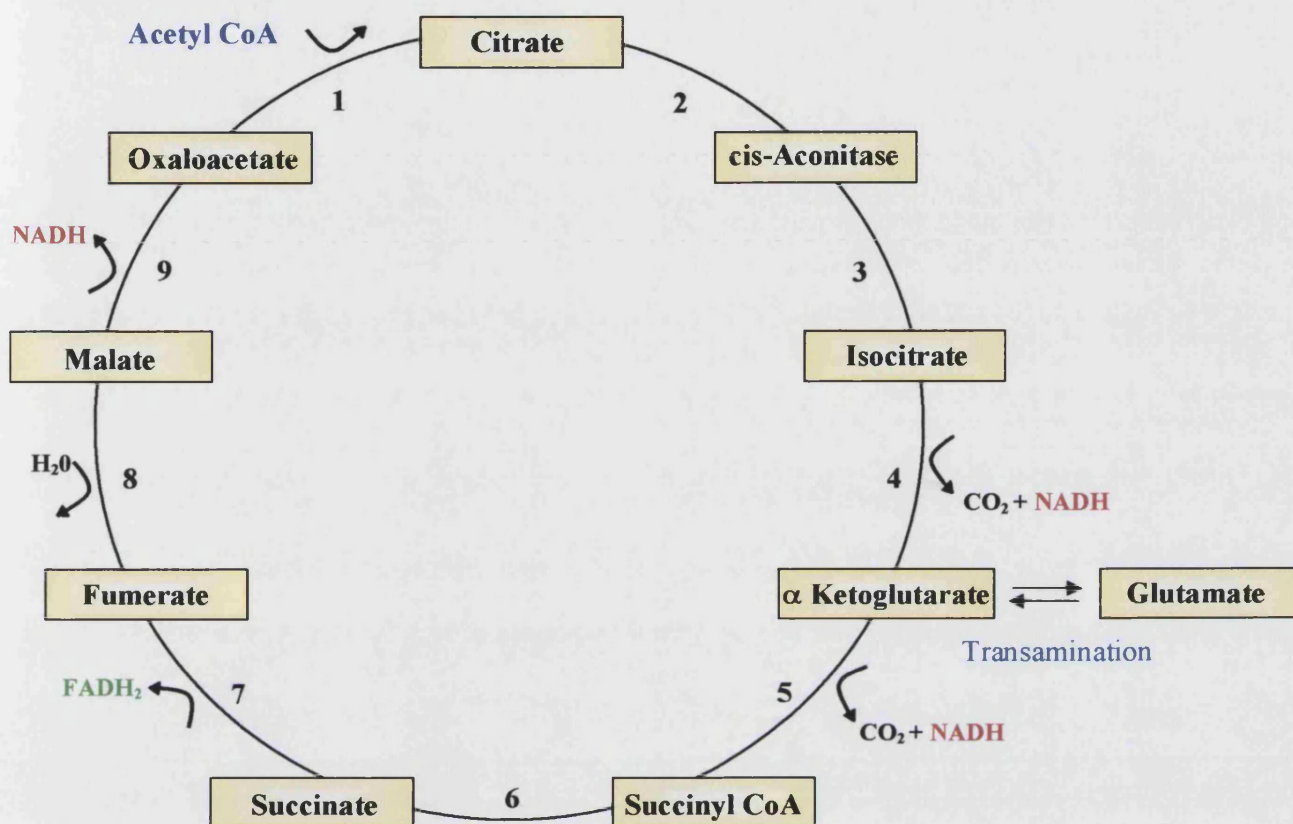 Acetyl CoA
Citrate
1
2
Oxaloacetate
cis-Aconitase
NADH
9
3
Malate
Isocitrate
H₂0
8
4
CO₂ + NADH
Fumerate
α Ketoglutarate
Glutamate
Transamination
FADH₂
7
5
CO₂ + NADH
Succinate
6
Succinyl CoA